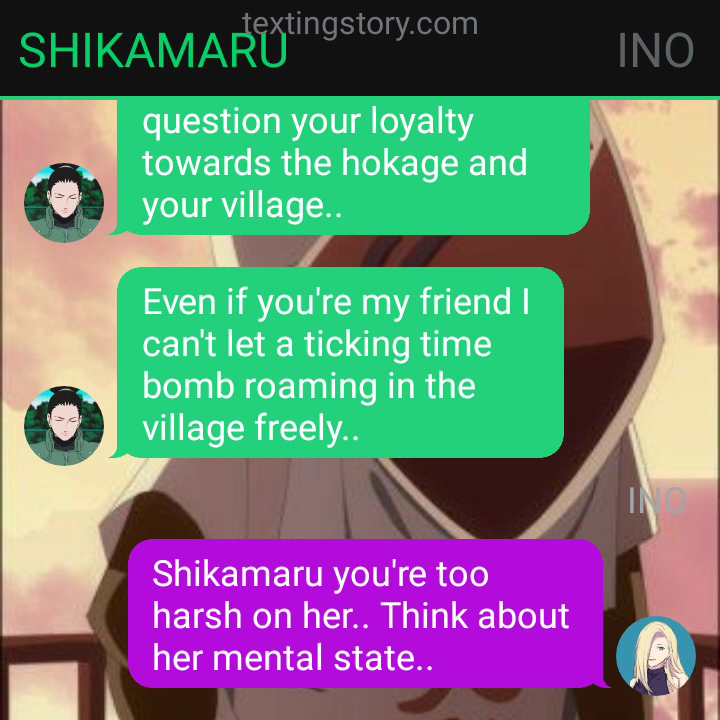 textingstory.com
SHIKAMARU
INO
question your loyalty
towards the hokage and
your village..
Even if you're my friend I
can't let a ticking time
bomb roaming in the
village freely..
INO
Shikamaru you're too
harsh on her.. Think about
her mental state..